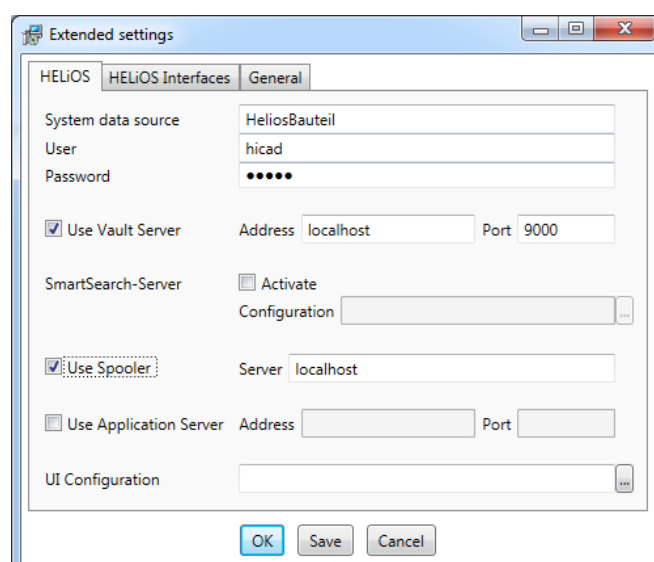 Extended settings
HELiOS HELiOS Interfaces General
System data source HeliosBauteil
User hicad
Password •••••
Use Vault Server Address localhost Port 9000
SmartSearch-Server Activate
Configuration ...
Use Spooler Server localhost
Use Application Server Address Port
UI Configuration ...
OK Save Cancel